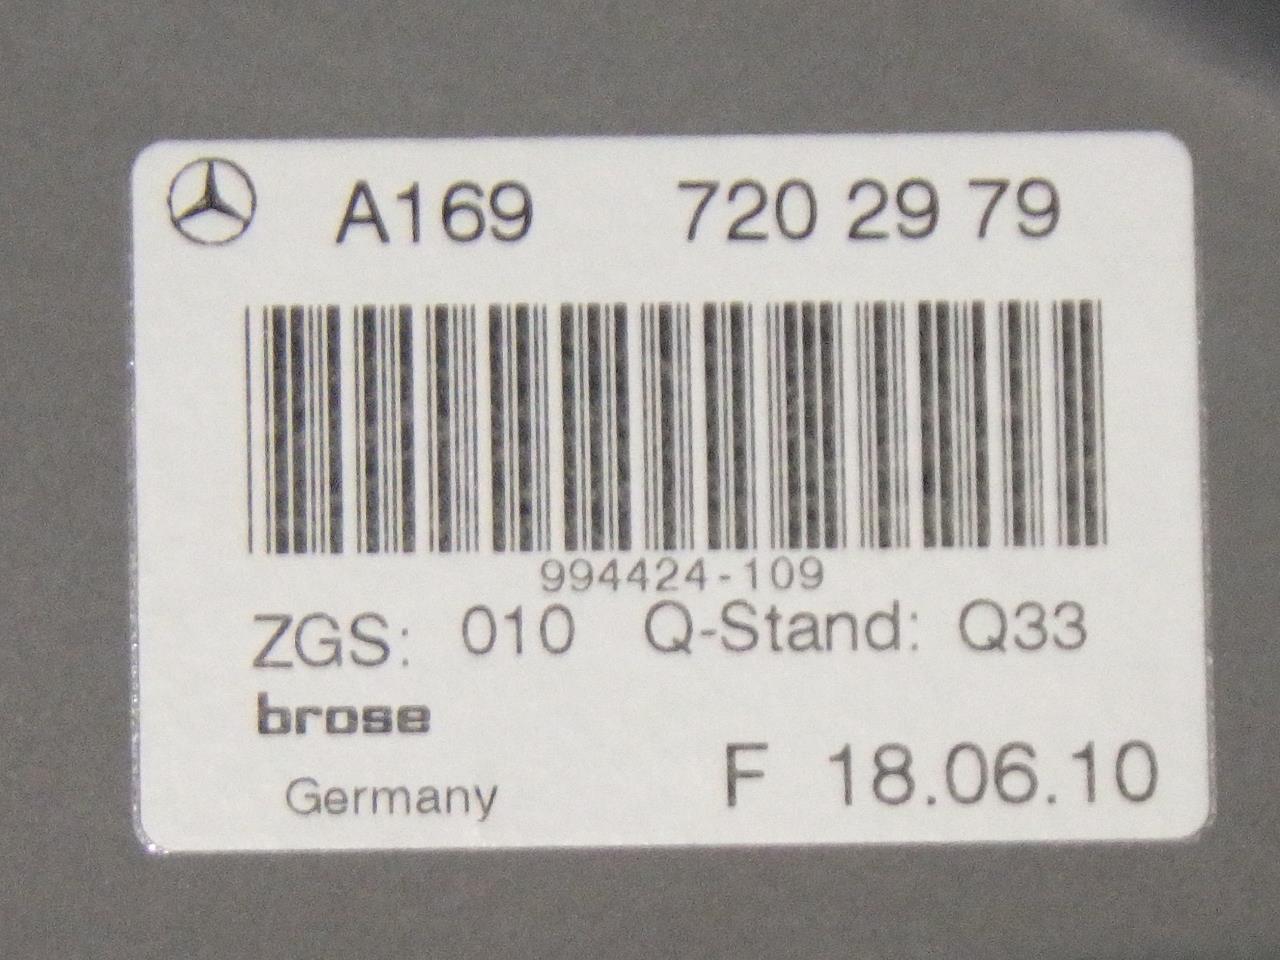 A169 720 29 79
994424-109
ZGS: 010 Q-Stand: Q33
brose
Germany
F 18.06.10